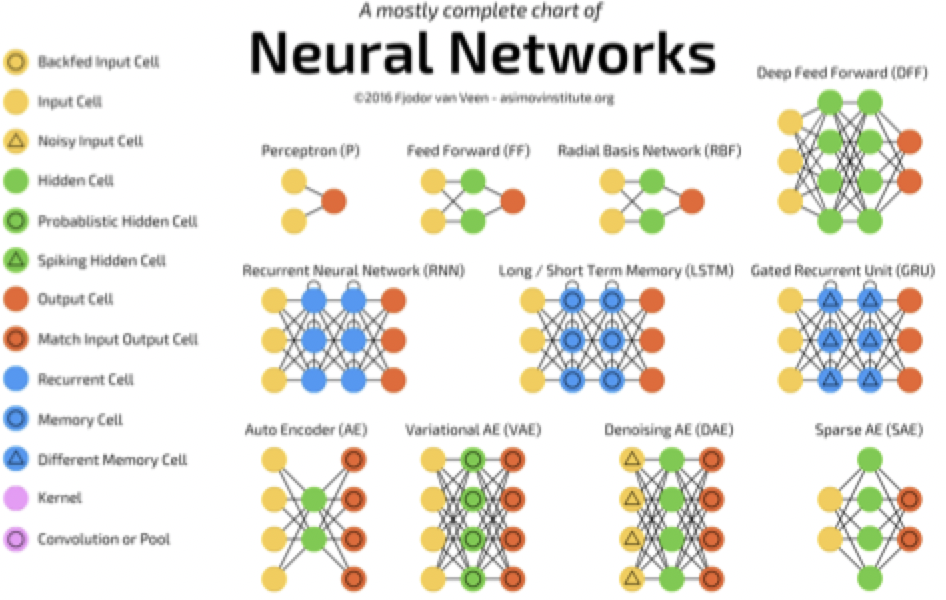 A mostly complete chart of
Neural Networks
©2016 Fjodor van Veen - asimovinstitute.org
Backfed Input Cell
Input Cell
Noisy Input Cell
Hidden Cell
Probablistic Hidden Cell
Spiking Hidden Cell
Output Cell
Match Input Output Cell
Recurrent Cell
Memory Cell
Different Memory Cell
Kernel
Convolution or Pool
Perceptron (P)
Feed Forward (FF)
Radial Basis Network (RBF)
Deep Feed Forward (DFF)
Recurrent Neural Network (RNN)
Long / Short Term Memory (LSTM)
Gated Recurrent Unit (GRU)
Auto Encoder (AE)
Variational AE (VAE)
Denoising AE (DAE)
Sparse AE (SAE)